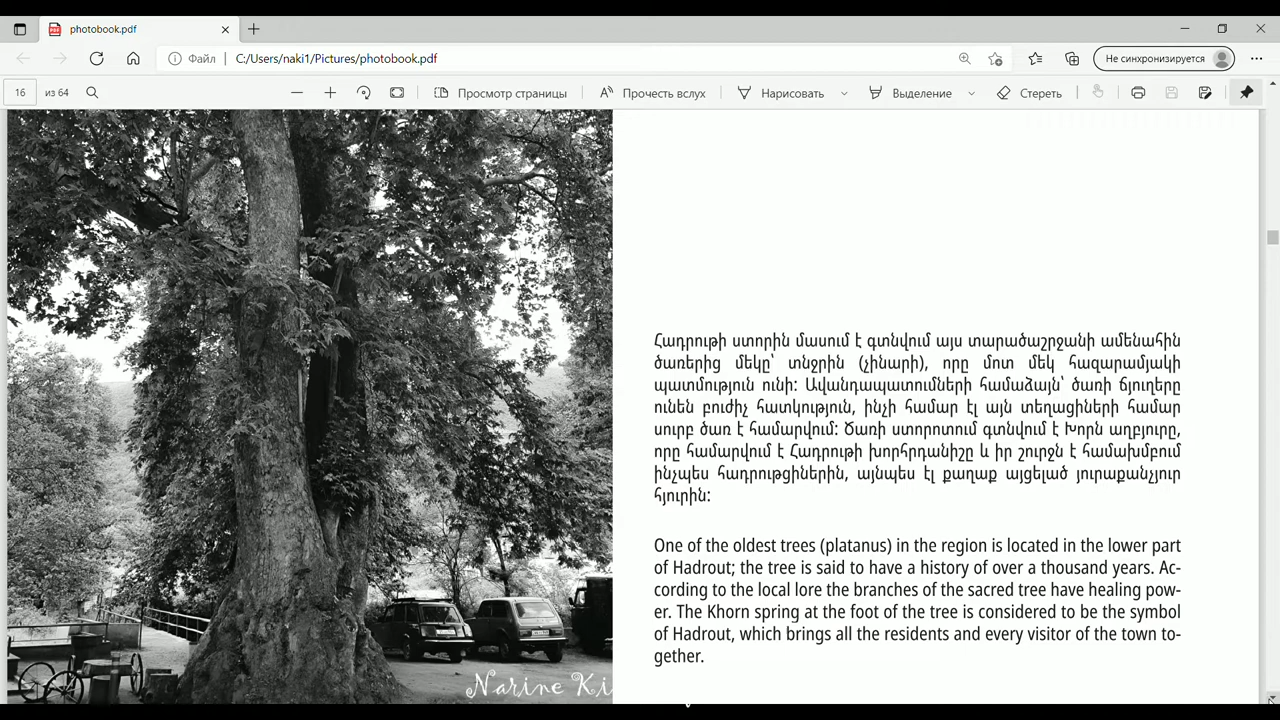 photobook.pdf
Файл
C:/Users/naki1/Pictures/photobook.pdf
Не синхронизируется
16 из 64
Просмотр страницы
Прочесть вслух
Нарисовать
Выделение
Стереть
Հադրութի ստորին մասում է գտնվում այս տարածաշրջանի ամենահին
ծառերից մեկը՝ տնջրին (չինարի), որը մոտ մեկ հազարամյակի
պատմություն ունի: Ավանդապատումների համաձայն՝ ծառի ճյուղերը
ունեն բուժիչ հատկություն, ինչի համար էլ այն տեղացիների համար
սուրբ ծառ է համարվում: Ծառի ստորոտում գտնվում է Խորն աղբյուրը,
որը համարվում է Հադրութի խորհրդանիշը և իր շուրջն է համախմբում
ինչպես հադրութցիներին, այնպես էլ քաղաք այցելած յուրաքանչյուր
հյուրին:
One of the oldest trees (platanus) in the region is located in the lower part
of Hadrout; the tree is said to have a history of over a thousand years. Ac-
cording to the local lore the branches of the sacred tree have healing pow-
er. The Khorn spring at the foot of the tree is considered to be the symbol
of Hadrout, which brings all the residents and every visitor of the town to-
gether.
Narine Ki